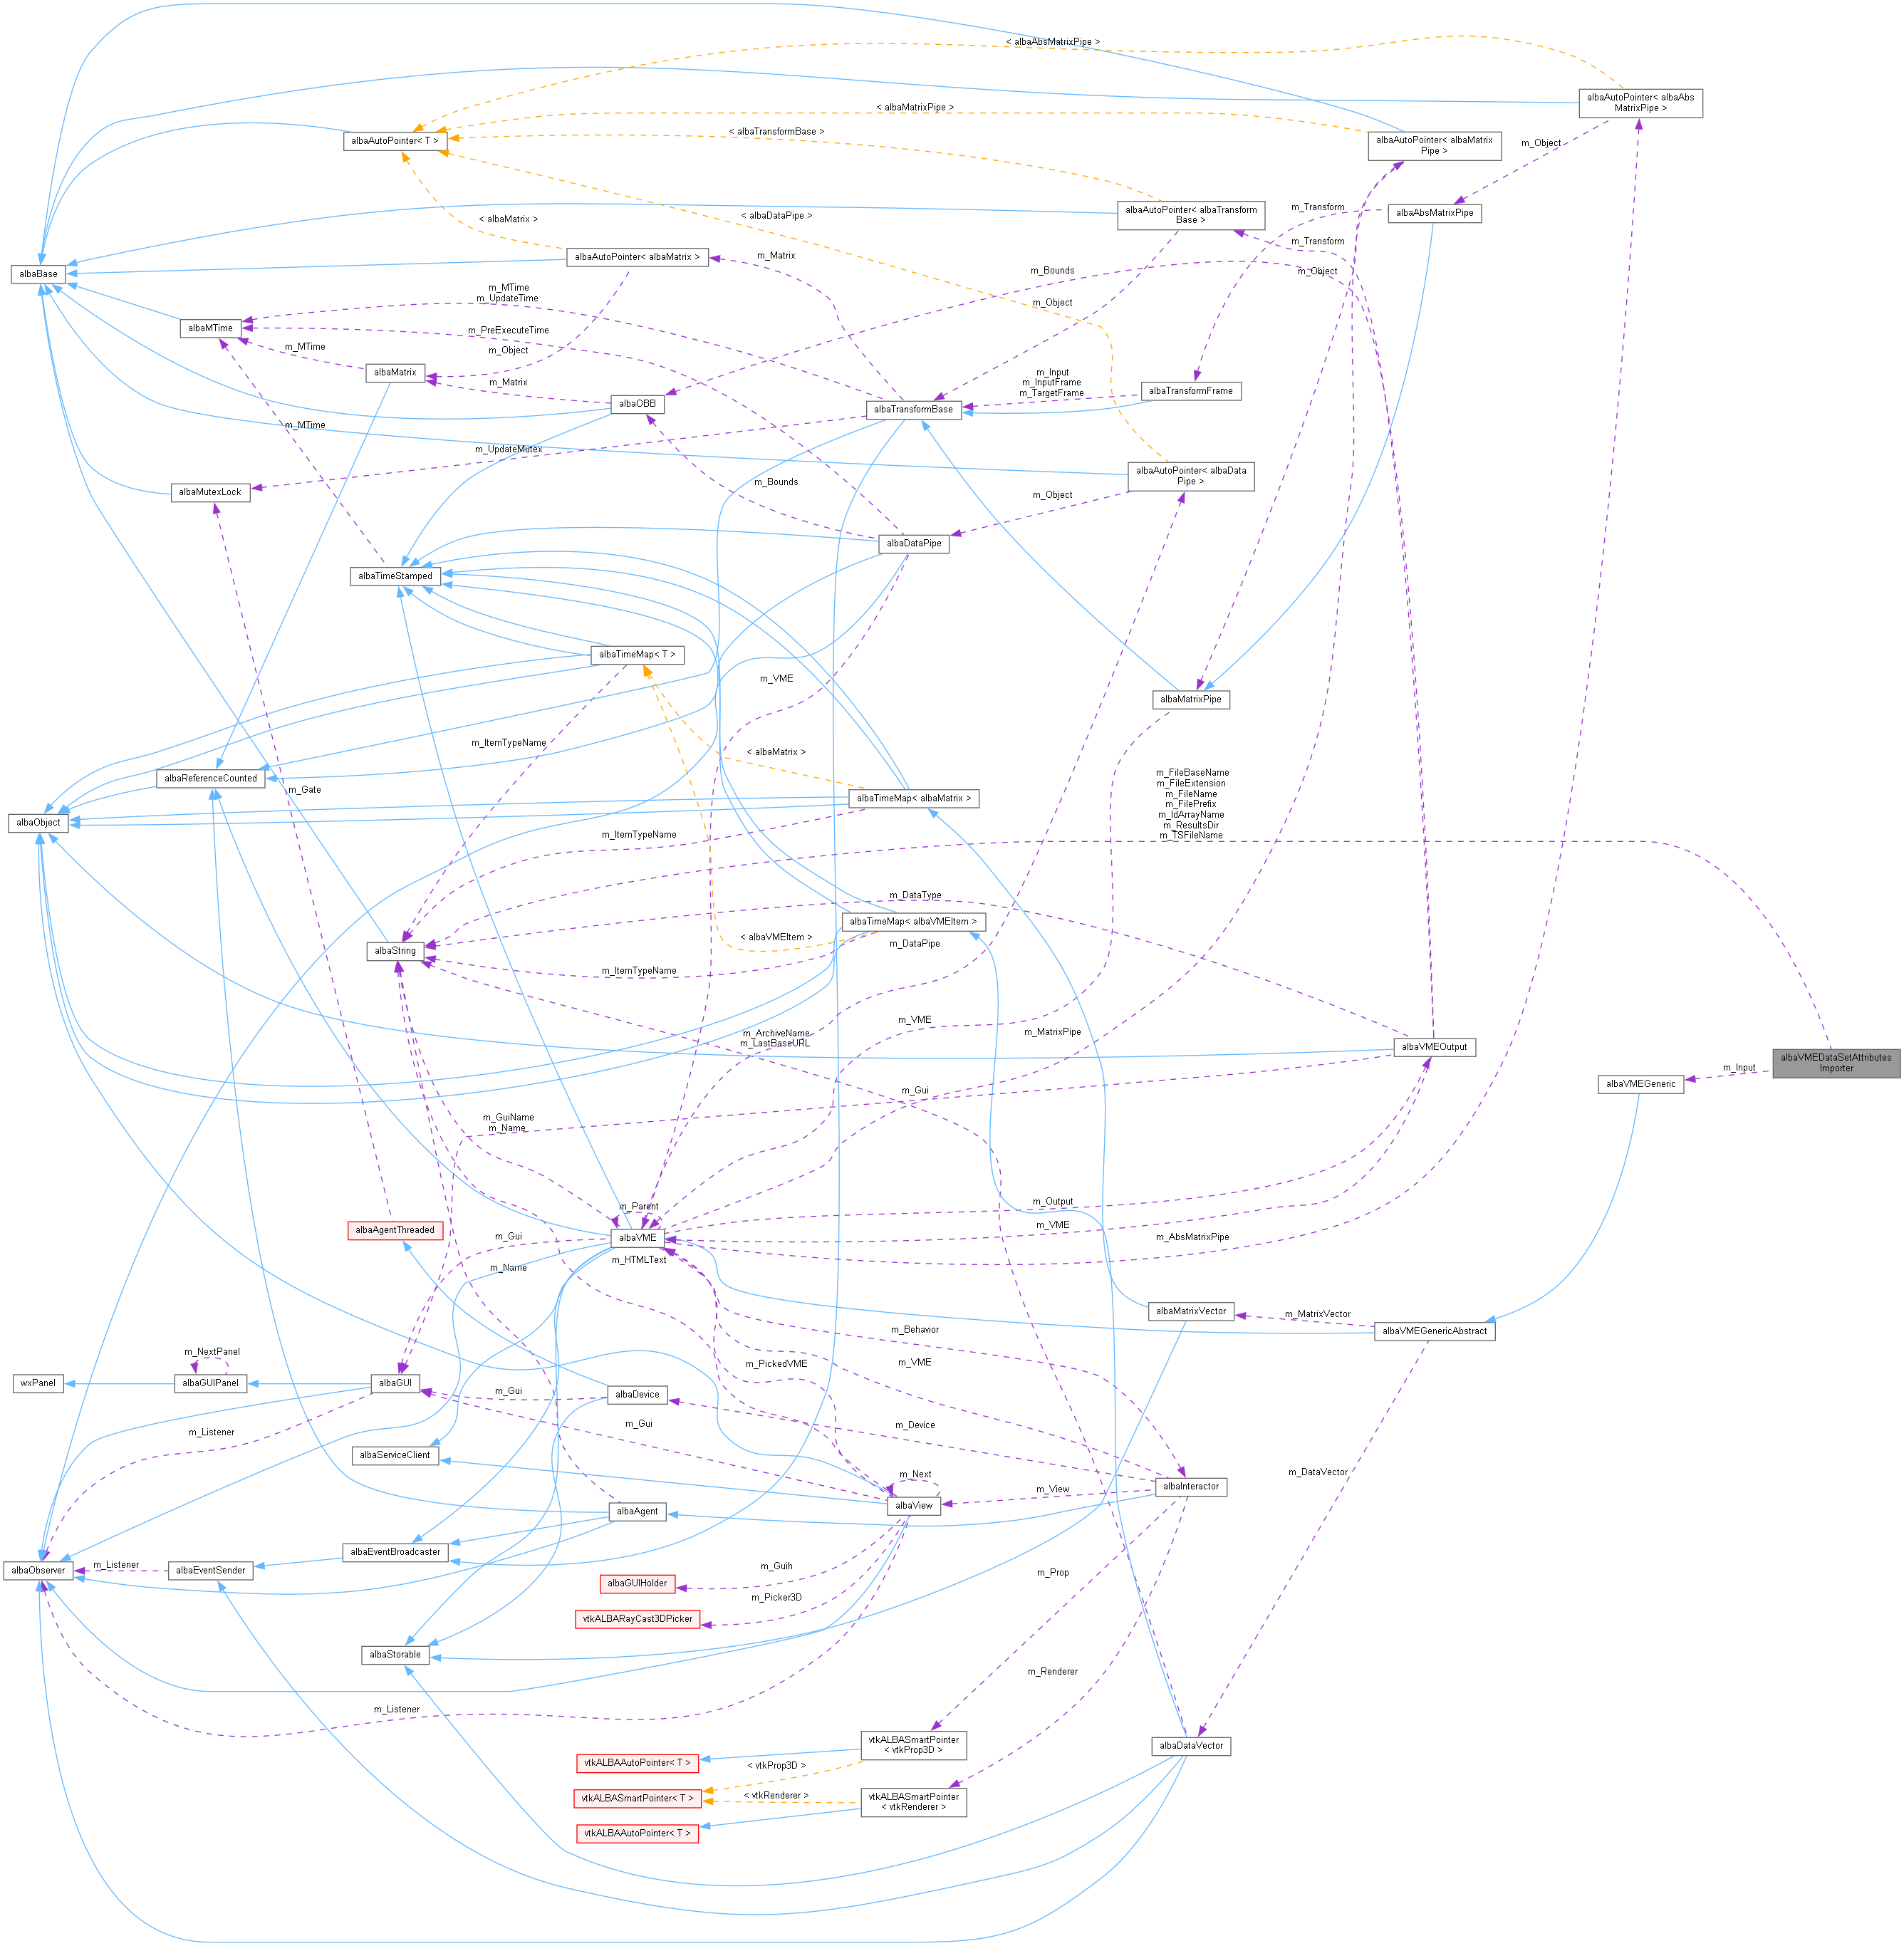 < albaAbsMatrixPipe >
albaAutoPointer< albaAbs
MatrixPipe >
< albaMatrixPipe >
< albaTransformBase >
albaAutoPointer< T >
albaAutoPointer< albaMatrix
Pipe >
m_Object
albaAutoPointer< albaTransform
Base >
m_Transform
albaAbsMatrixPipe
< albaMatrix >
< albaDataPipe >
m_Transform
albaAutoPointer< albaMatrix >
m_Matrix
m_Bounds
m_Object
albaBase
m_MTime
m_UpdateTime
m_Object
albaMTime
m_PreExecuteTime
m_MTime
m_Object
albaMatrix
m_Matrix
m_Input
m_InputFrame
m_TargetFrame
albaTransformFrame
albaOBB
albaTransformBase
m_MTime
m_UpdateMutex
albaAutoPointer< albaData
Pipe >
albaMutexLock
m_Bounds
m_Object
albaDataPipe
albaTimeStamped
albaTimeMap< T >
m_VME
albaMatrixPipe
m_ItemTypeName
< albaMatrix >
albaReferenceCounted
m_Gate
m_FileBaseName
m_FileExtension
m_FileName
m_FilePrefix
m_IdArrayName
m_ResultsDir
m_TSFileName
albaTimeMap< albaMatrix >
albaObject
m_ItemTypeName
m_DataType
albaTimeMap< albaVMEItem >
< albaVMEItem >
m_DataPipe
albaString
m_ItemTypeName
m_VME
m_ArchiveName
m_LastBaseURL
m_MatrixPipe
albaVMEOutput
albaVMEDataSetAttributes
Importer
m_Input
albaVMEGeneric
m_Gui
m_GuiName
m_Name
m_Parent
m_Output
albaAgentThreaded
m_VME
albaVME
m_Gui
m_AbsMatrixPipe
m_HTMLText
m_Name
albaMatrixVector
m_MatrixVector
albaVMEGenericAbstract
m_Behavior
m_NextPanel
m_PickedVME
m_VME
wxPanel
albaGUIPanel
albaGUI
albaDevice
m_Gui
m_Gui
m_Device
m_Listener
albaServiceClient
m_DataVector
m_Next
albaInteractor
m_View
albaView
albaAgent
albaEventBroadcaster
m_Listener
albaObserver
albaEventSender
m_Guih
m_Prop
albaGUIHolder
m_Picker3D
vtkALBARayCast3DPicker
albaStorable
m_Renderer
m_Listener
vtkALBASmartPointer
< vtkProp3D >
albaDataVector
vtkALBAAutoPointer< T >
< vtkProp3D >
vtkALBASmartPointer< T >
< vtkRenderer >
vtkALBASmartPointer
< vtkRenderer >
vtkALBAAutoPointer< T >